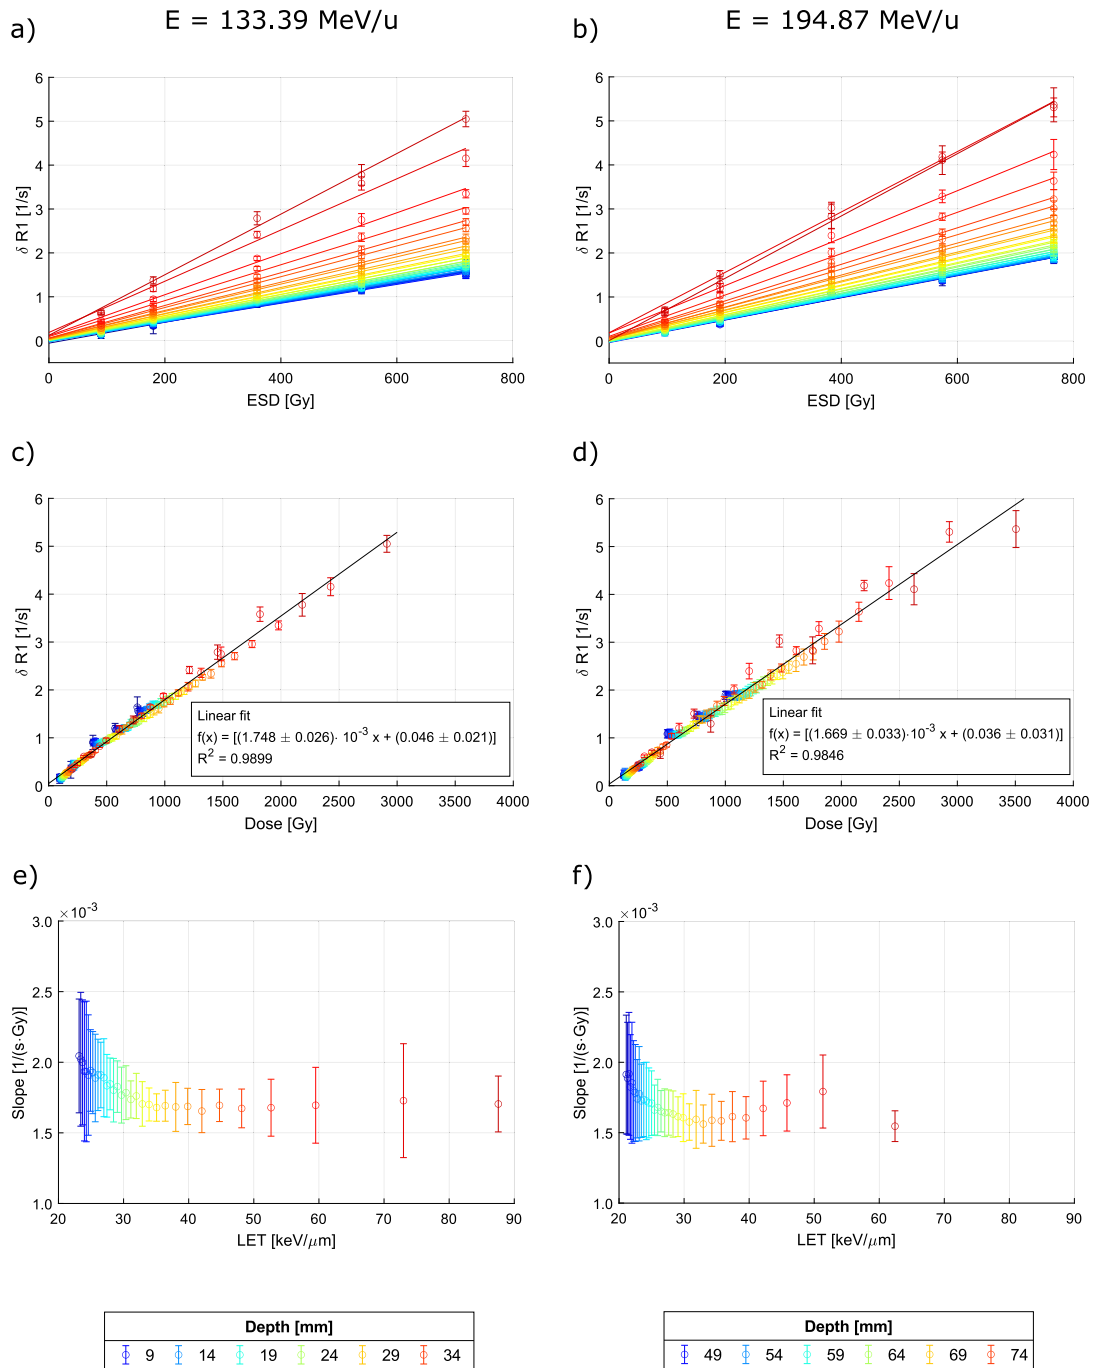 E = 133.39 MeV/u
E = 194.87 MeV/u
a)
b)
6
5
4
3
2
1
0
δ R1 [1/s]
0 200 400 600 800
ESD [Gy]
6
5
4
3
2
1
0
δ R1 [1/s]
0 200 400 600 800
ESD [Gy]
c)
d)
6
5
4
3
2
1
0
δ R1 [1/s]
Linear fit
f(x) = [(1.748 ± 0.026)· 10⁻³ x + (0.046 ± 0.021)]
R² = 0.9899
0 500 1000 1500 2000 2500 3000 3500 4000
Dose [Gy]
6
5
4
3
2
1
0
δ R1 [1/s]
Linear fit
f(x) = [(1.669 ± 0.033)·10⁻³ x + (0.036 ± 0.031)]
R² = 0.9846
0 500 1000 1500 2000 2500 3000 3500 4000
Dose [Gy]
e)
f)
×10⁻³
3.0
2.5
2.0
1.5
1.0
Slope [1/(s·Gy)]
20 30 40 50 60 70 80 90
LET [keV/μm]
×10⁻³
3.0
2.5
2.0
1.5
1.0
Slope [1/(s·Gy)]
20 30 40 50 60 70 80 90
LET [keV/μm]
Depth [mm]
9 14 19 24 29 34
Depth [mm]
49 54 59 64 69 74